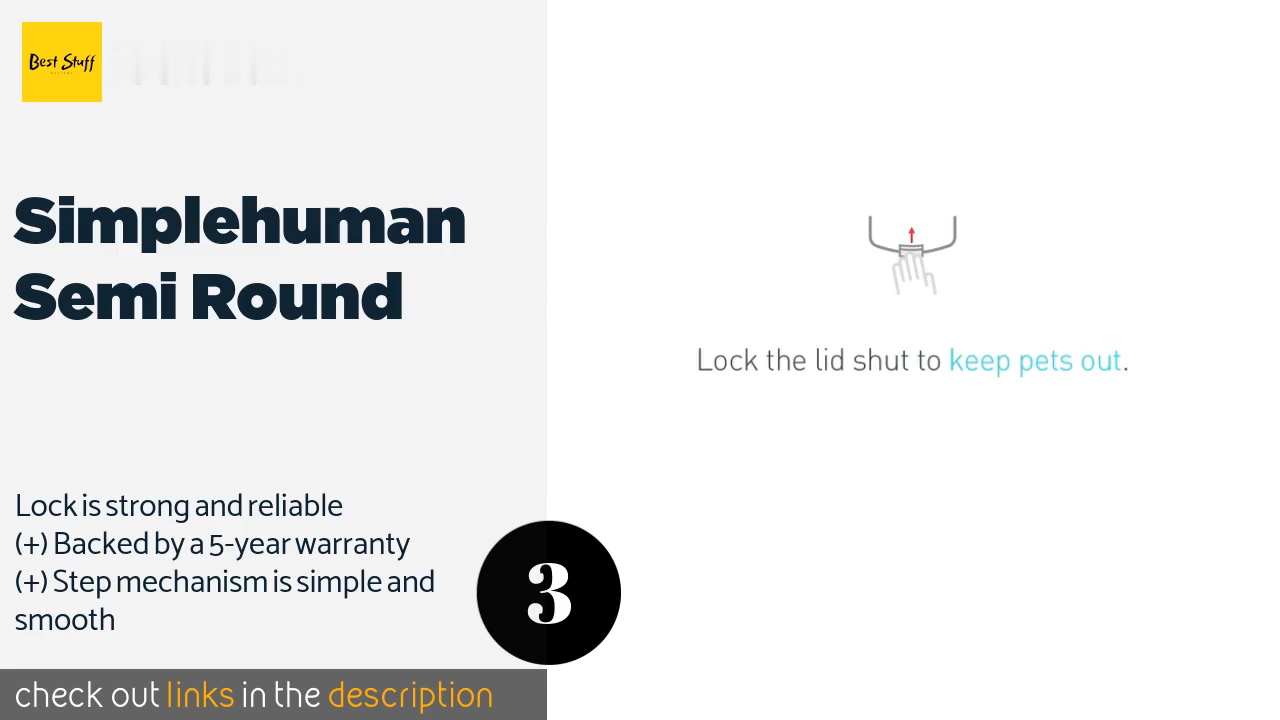 Best Stuff
Simplehuman
Semi Round
Lock the lid shut to keep pets out.
Lock is strong and reliable
(+) Backed by a 5-year warranty
(+) Step mechanism is simple and
smooth
3
check out links in the description